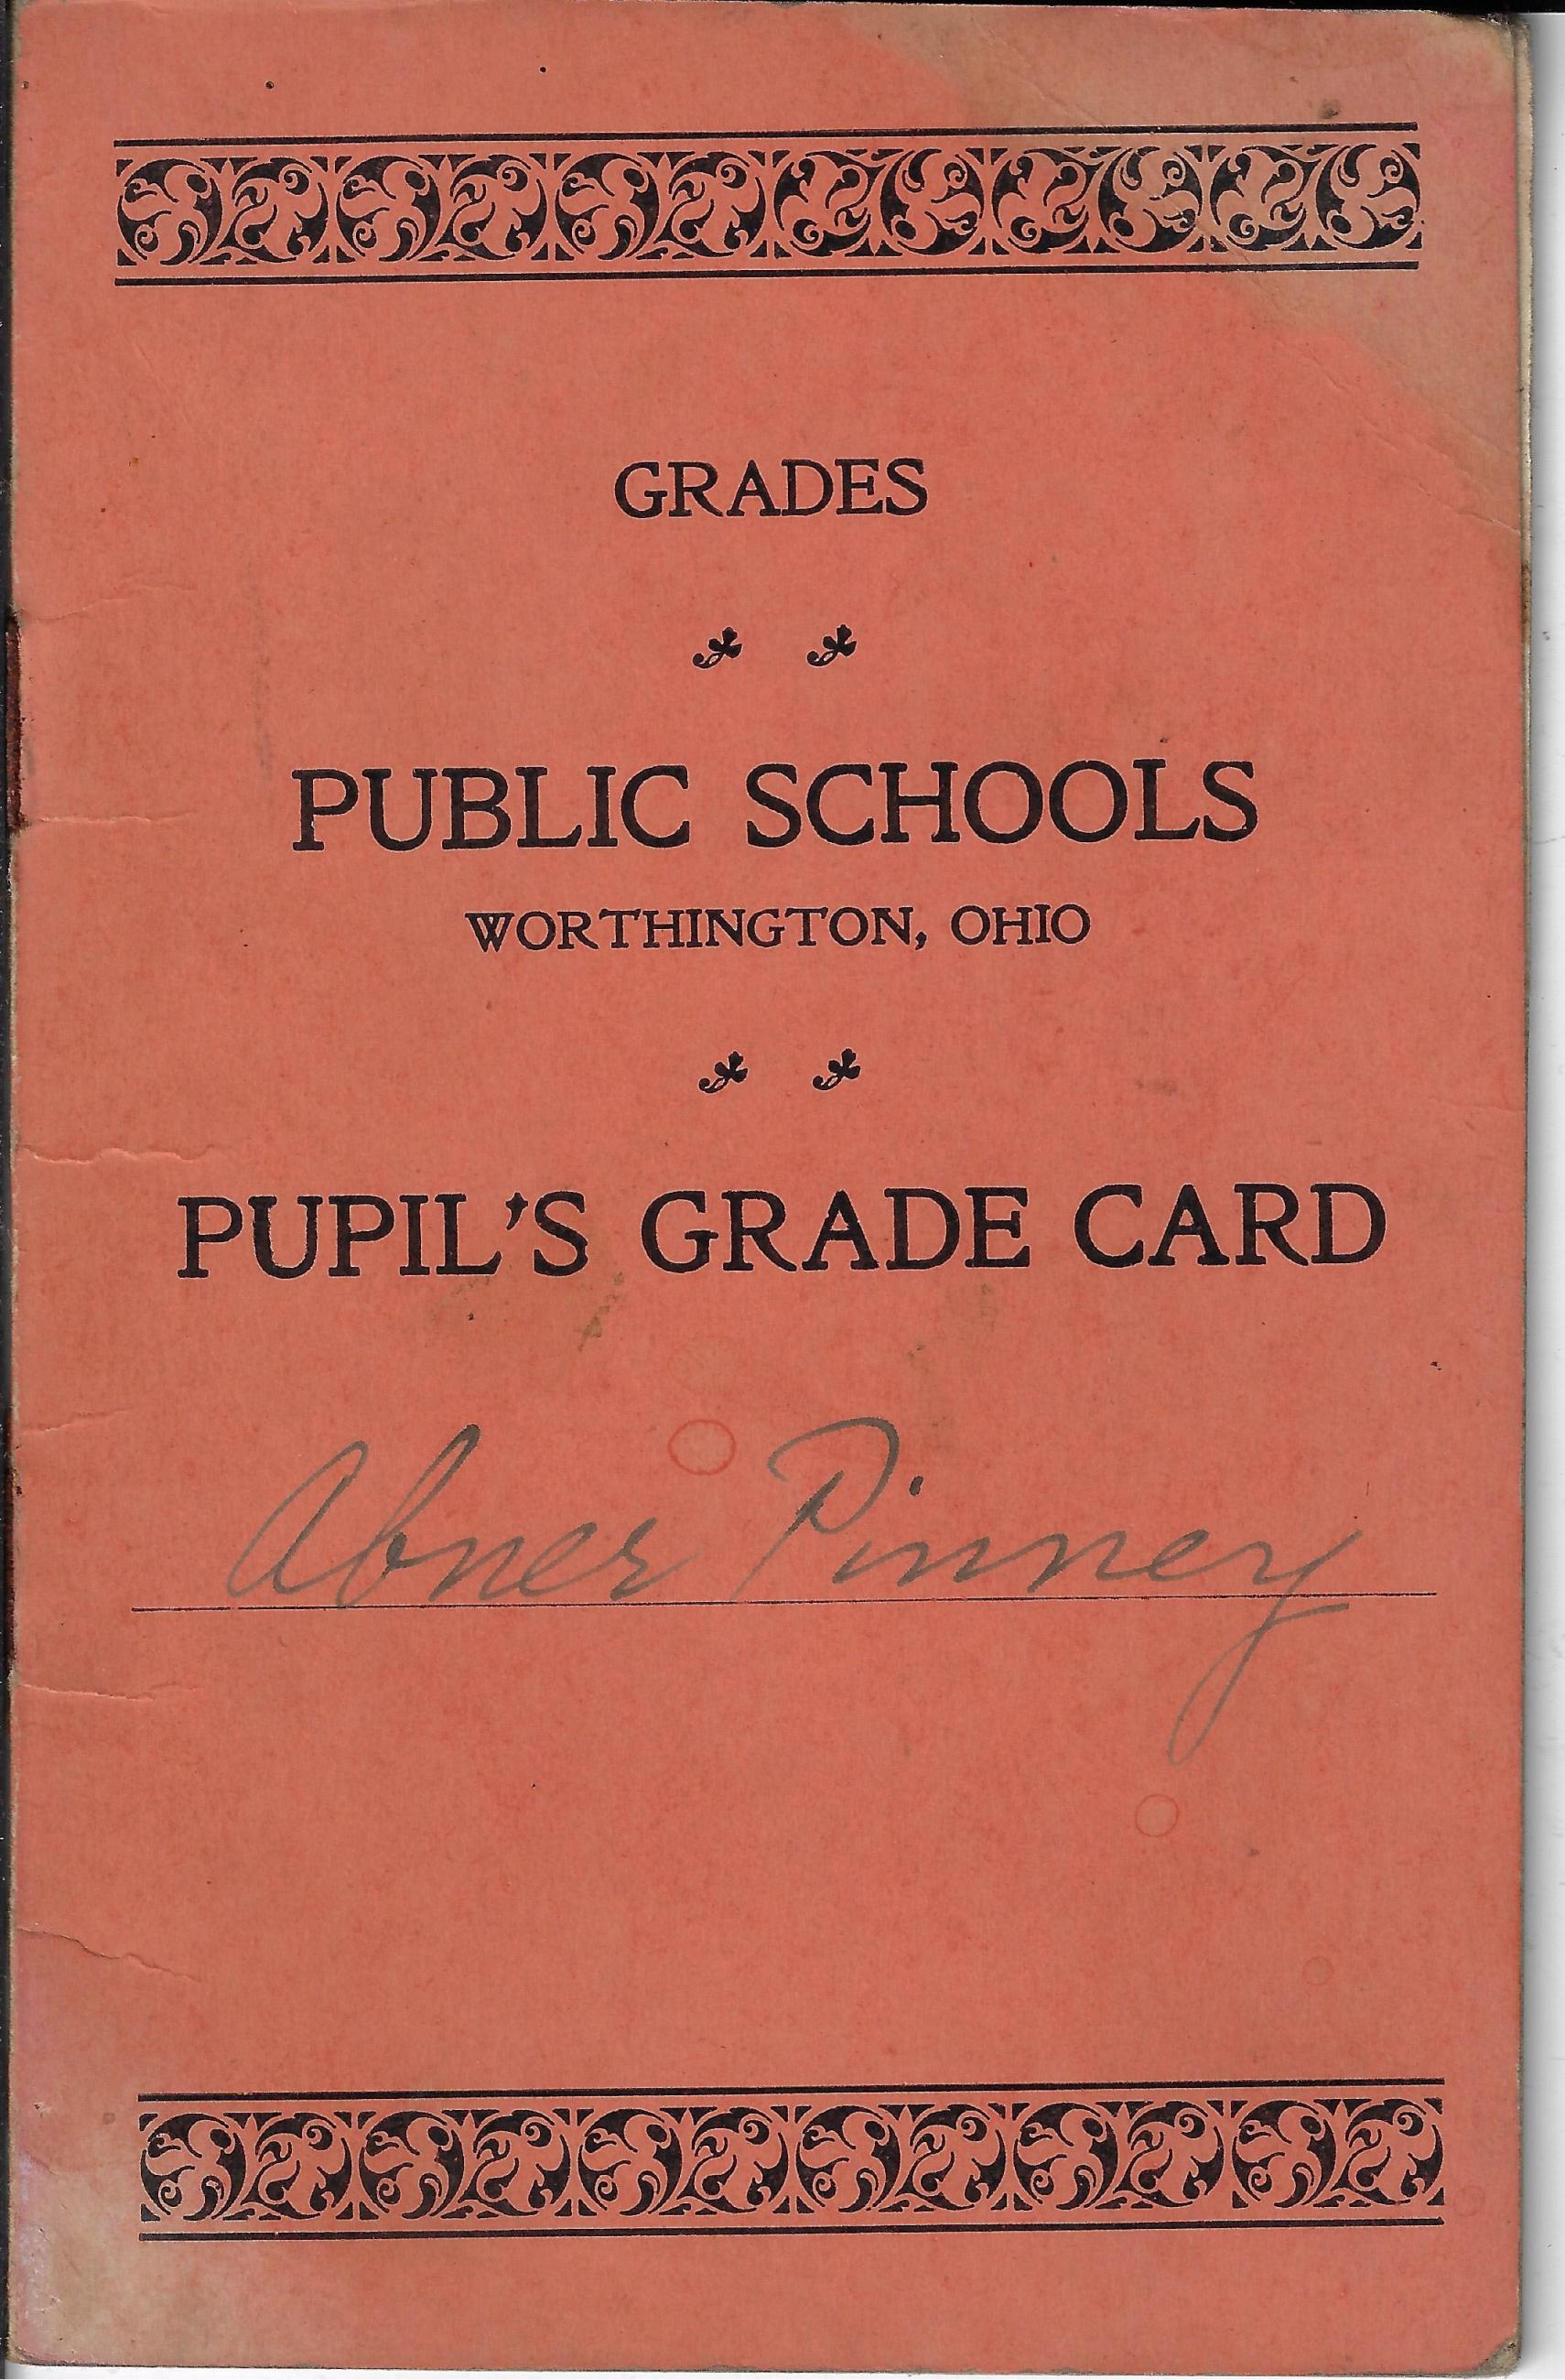 GRADES
PUBLIC SCHOOLS
WORTHINGTON, OHIO
PUPIL'S GRADE CARD
Abner Pinney